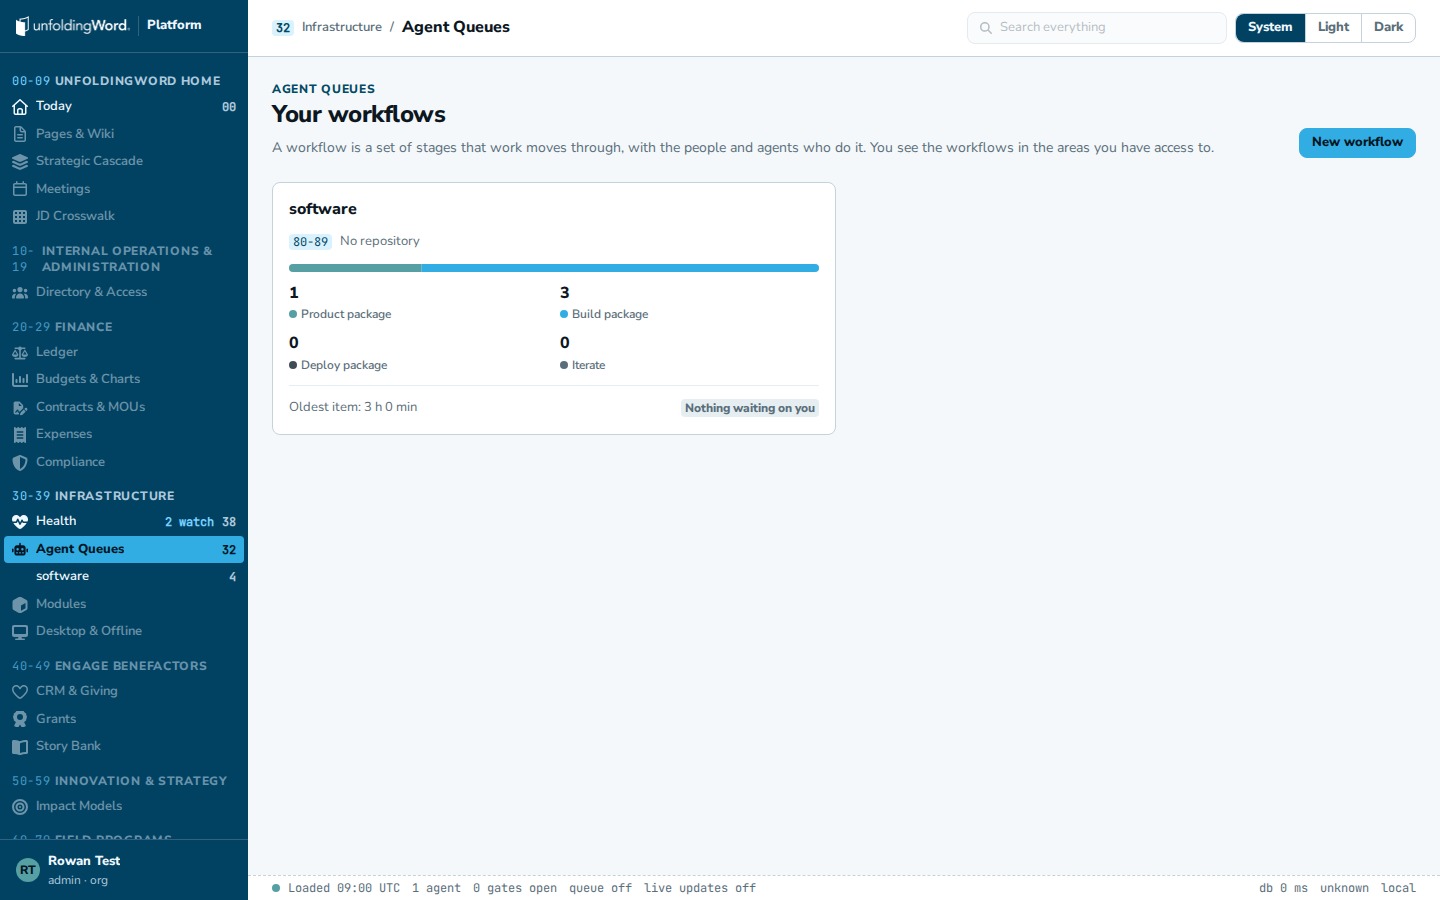 unfoldingWord. Platform
00-09 UNFOLDINGWORD HOME
Today 00
Pages & Wiki
Strategic Cascade
Meetings
JD Crosswalk
10-19 INTERNAL OPERATIONS & ADMINISTRATION
Directory & Access
20-29 FINANCE
Ledger
Budgets & Charts
Contracts & MOUs
Expenses
Compliance
30-39 INFRASTRUCTURE
Health 2 watch 38
Agent Queues 32
software 4
Modules
Desktop & Offline
40-49 ENGAGE BENEFACTORS
CRM & Giving
Grants
Story Bank
50-59 INNOVATION & STRATEGY
Impact Models
60-79 FIELD PROGRAMS
RT Rowan Test
admin · org
32 Infrastructure / Agent Queues
Search everything
System Light Dark
AGENT QUEUES
Your workflows
A workflow is a set of stages that work moves through, with the people and agents who do it. You see the workflows in the areas you have access to.
New workflow
software
80-89 No repository
1 3
Product package Build package
0 0
Deploy package Iterate
Oldest item: 3 h 0 min Nothing waiting on you
Loaded 09:00 UTC 1 agent 0 gates open queue off live updates off db 0 ms unknown local